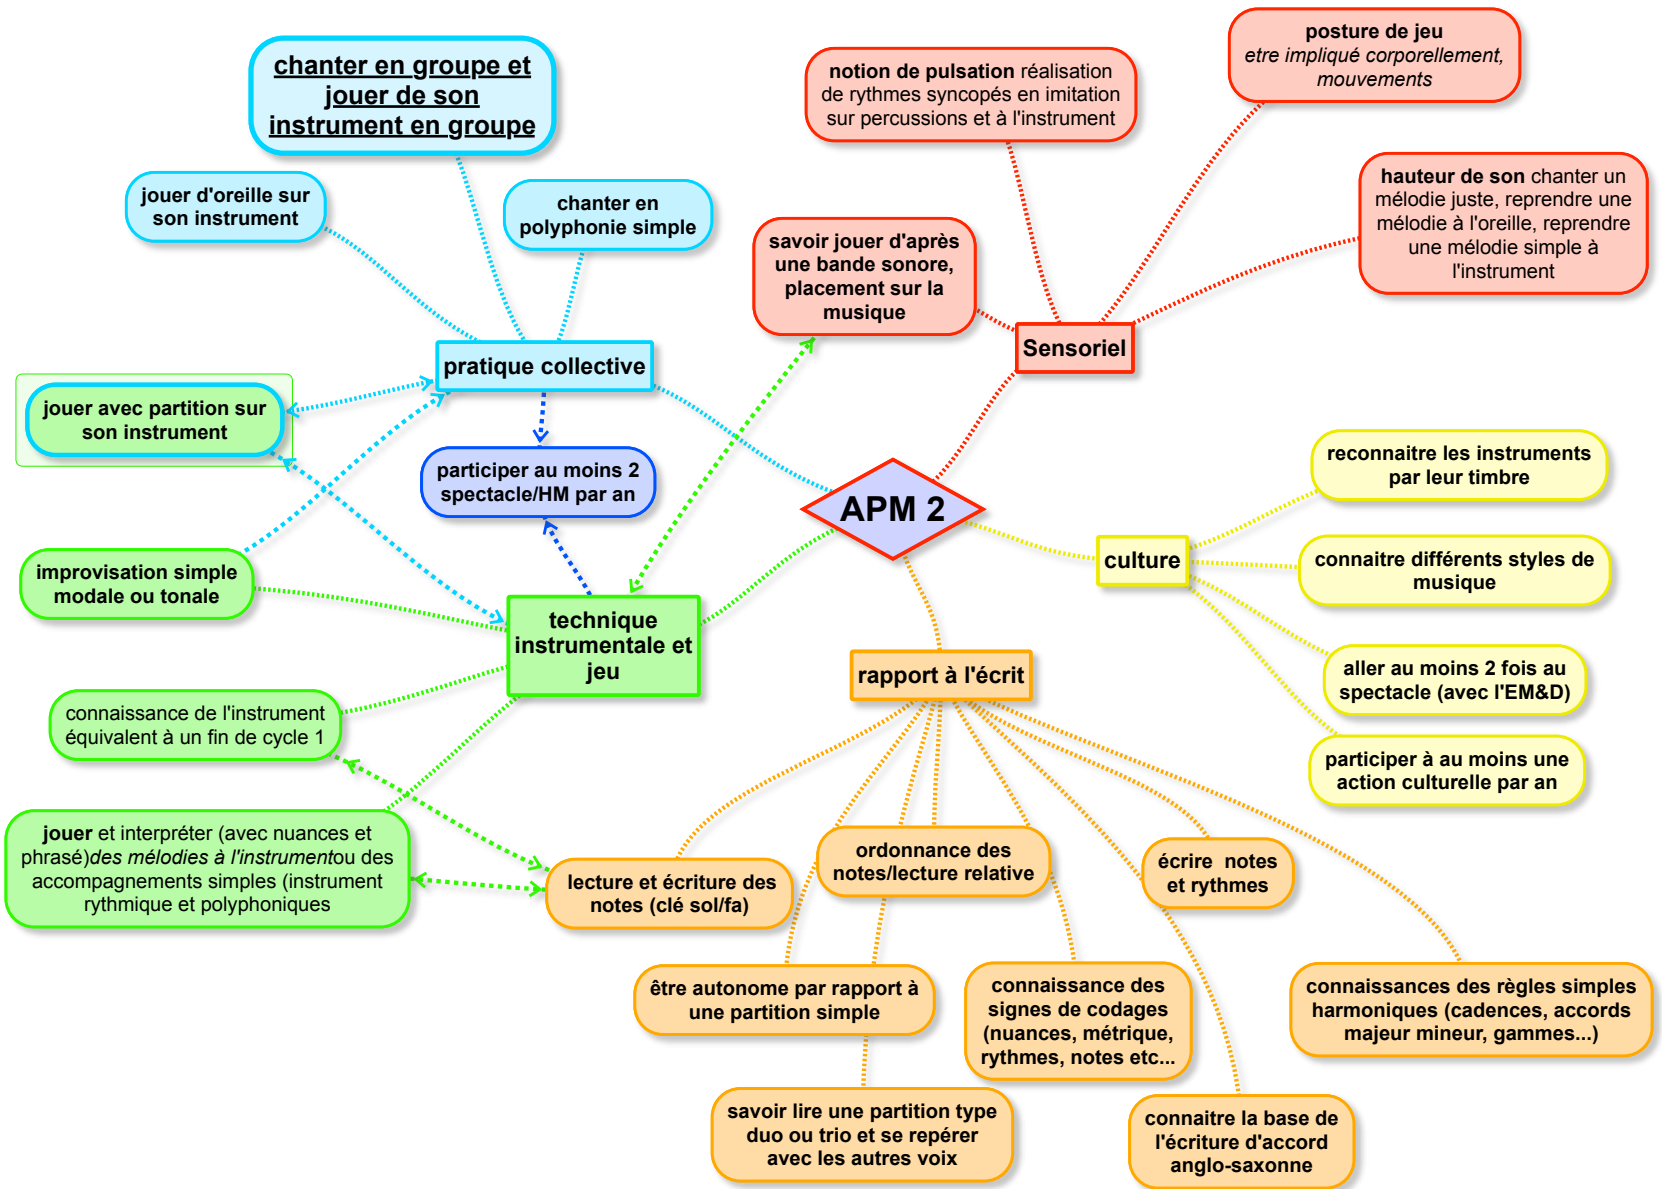 chanter en groupe et
jouer de son
instrument en groupe
jouer d'oreille sur
son instrument
chanter en
polyphonie simple
pratique collective
jouer avec partition sur
son instrument
participer au moins 2
spectacle/HM par an
improvisation simple
modale ou tonale
technique
instrumentale et
jeu
connaissance de l'instrument
équivalent à un fin de cycle 1
jouer et interpréter (avec nuances et
phrasé)des mélodies à l'instrumentou des
accompagnements simples (instrument
rythmique et polyphoniques
notion de pulsation réalisation
de rythmes syncopés en imitation
sur percussions et à l'instrument
posture de jeu
etre impliqué corporellement,
mouvements
hauteur de son chanter un
mélodie juste, reprendre une
mélodie à l'oreille, reprendre
une mélodie simple à
l'instrument
savoir jouer d'après
une bande sonore,
placement sur la
musique
Sensoriel
APM 2
culture
reconnaitre les instruments
par leur timbre
connaitre différents styles de
musique
aller au moins 2 fois au
spectacle (avec l'EM&D)
participer à au moins une
action culturelle par an
rapport à l'écrit
lecture et écriture des
notes (clé sol/fa)
ordonnance des
notes/lecture relative
écrire  notes
et rythmes
être autonome par rapport à
une partition simple
connaissance des
signes de codages
(nuances, métrique,
rythmes, notes etc...
connaissances des règles simples
harmoniques (cadences, accords
majeur mineur, gammes...)
savoir lire une partition type
duo ou trio et se repérer
avec les autres voix
connaitre la base de
l'écriture d'accord
anglo-saxonne